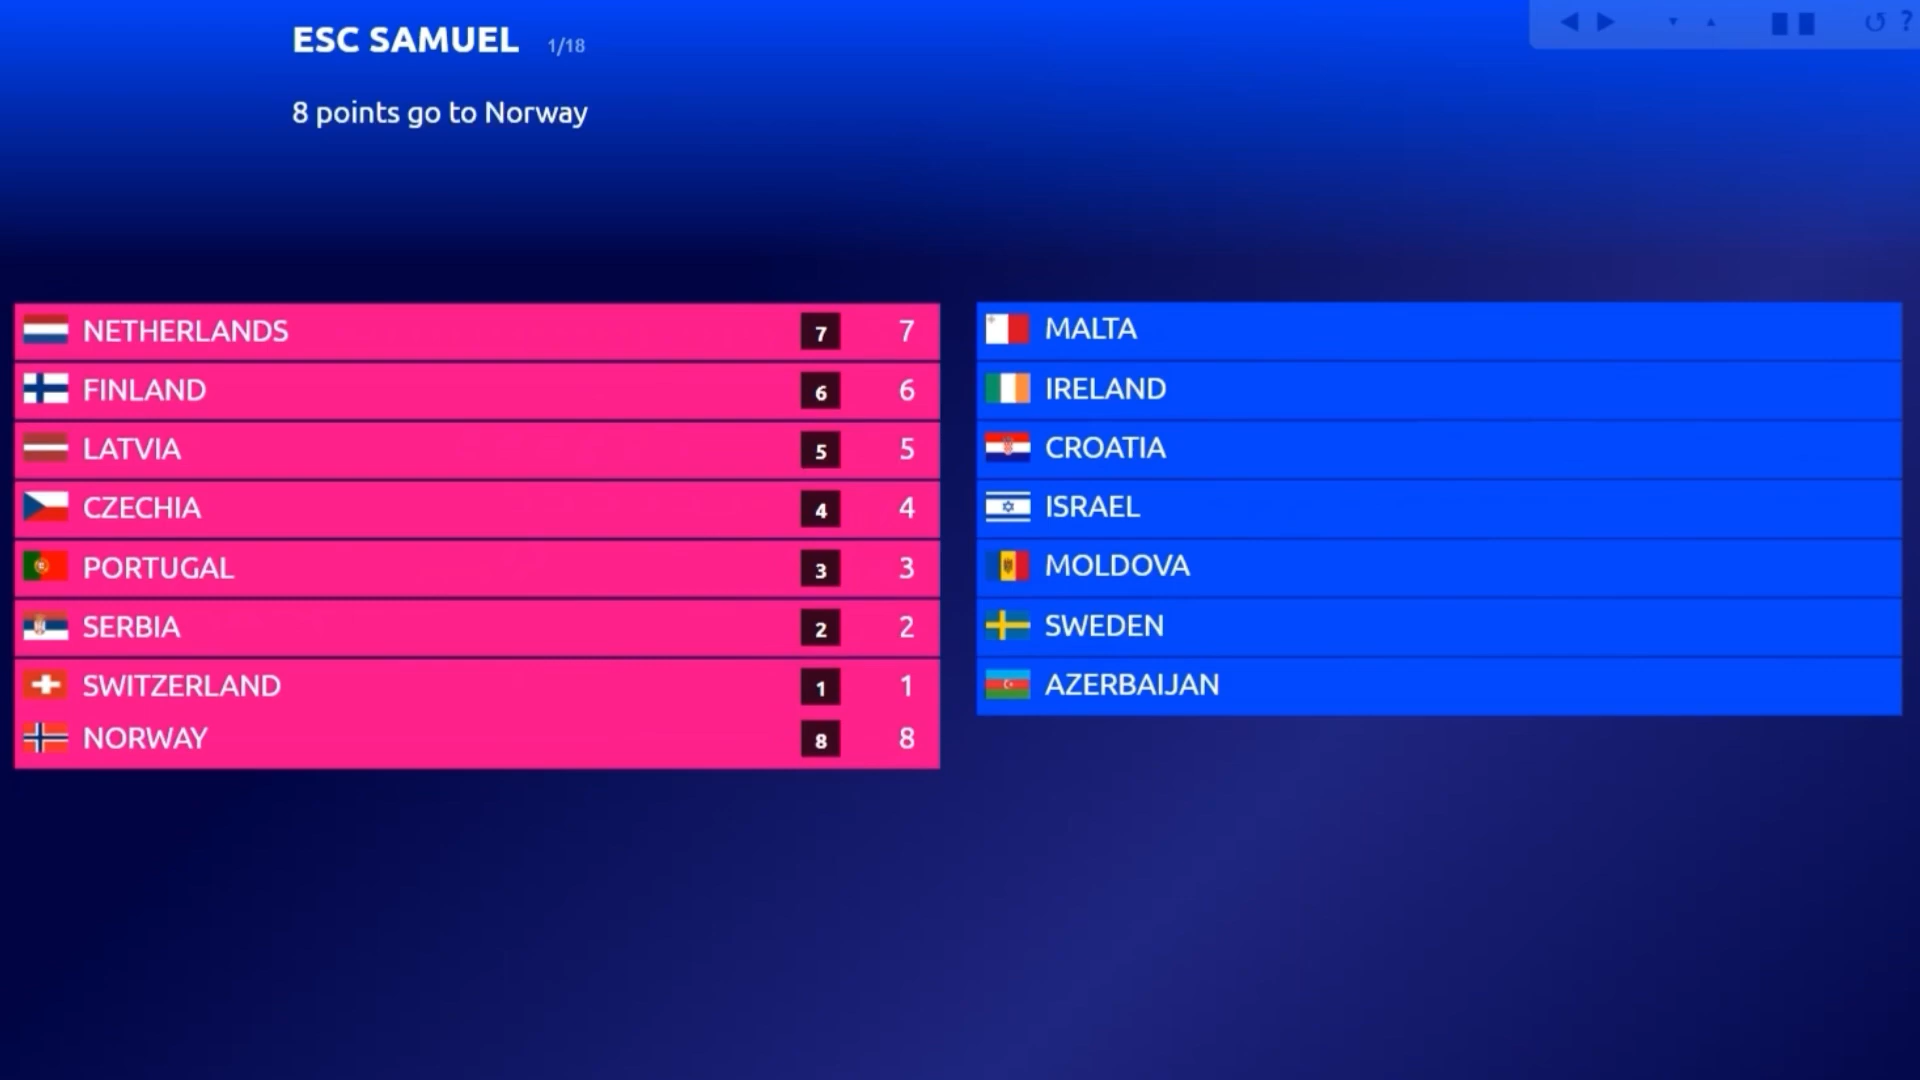 ESC SAMUEL 1/18
?
8 points go to Norway
NETHERLANDS 7 7
FINLAND 6 6
LATVIA 5 5
CZECHIA 4 4
PORTUGAL 3 3
SERBIA 2 2
SWITZERLAND 1 1
NORWAY 8 8
MALTA
IRELAND
CROATIA
ISRAEL
MOLDOVA
SWEDEN
AZERBAIJAN